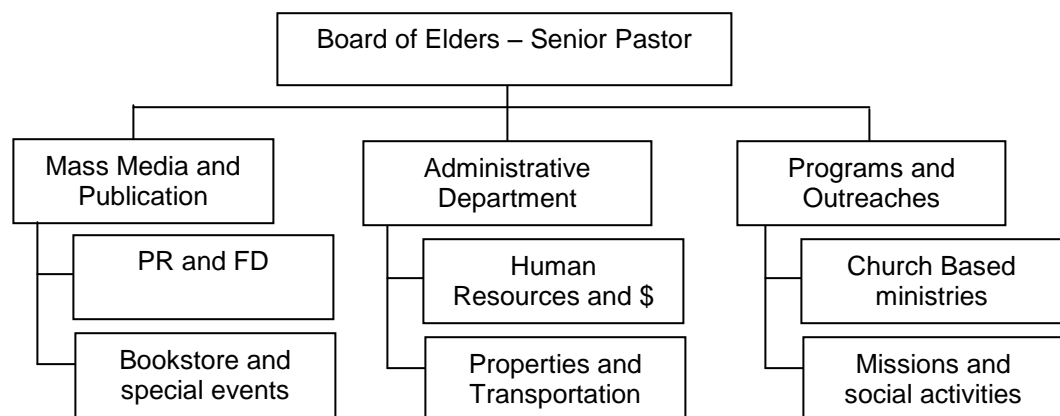 Board of Elders – Senior Pastor
Mass Media and
Publication
Administrative
Department
Programs and
Outreaches
PR and FD
Human
Resources and $
Church Based
ministries
Bookstore and
special events
Properties and
Transportation
Missions and
social activities